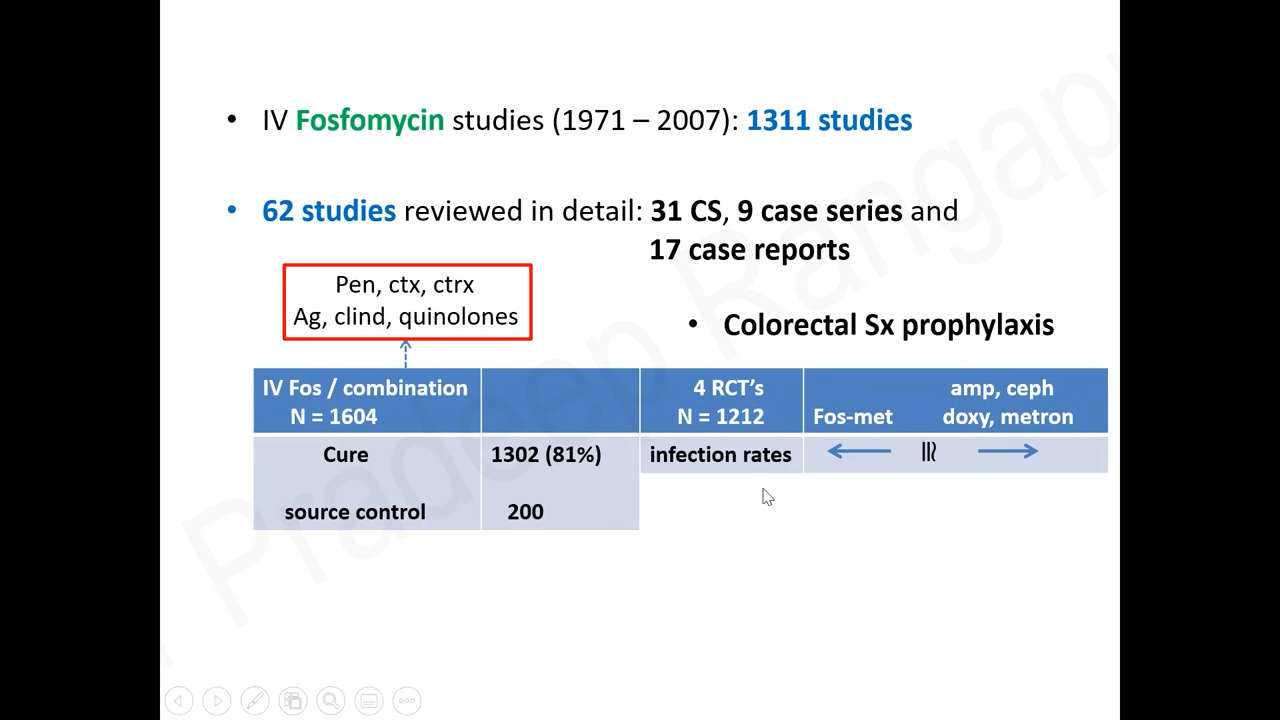 • IV Fosfomycin studies (1971 – 2007): 1311 studies
• 62 studies reviewed in detail: 31 CS, 9 case series and
17 case reports
Pen, ctx, ctrx
Ag, clind, quinolones
• Colorectal Sx prophylaxis
IV Fos / combination
N = 1604
4 RCT's
N = 1212
Fos-met
amp, ceph
doxy, metron
Cure 1302 (81%)
infection rates
source control 200
Pradeep Rangap